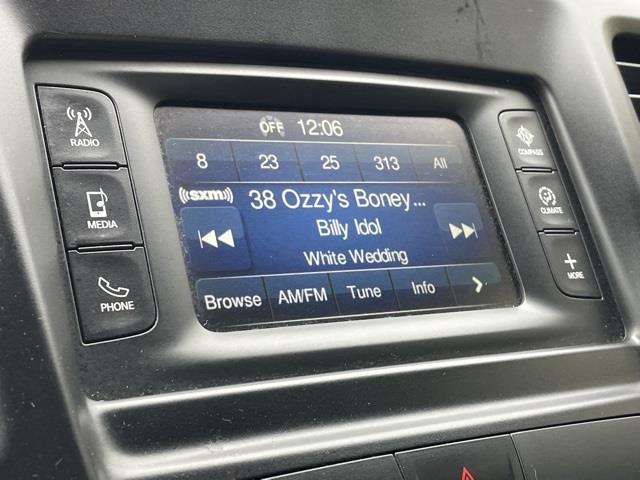 OFF 12:06
8 23 25 313 All
((sxm)) 38 Ozzy's Boney...
Billy Idol
White Wedding
Browse AM/FM Tune Info
RADIO
MEDIA
PHONE
COMPASS
CLIMATE
MORE